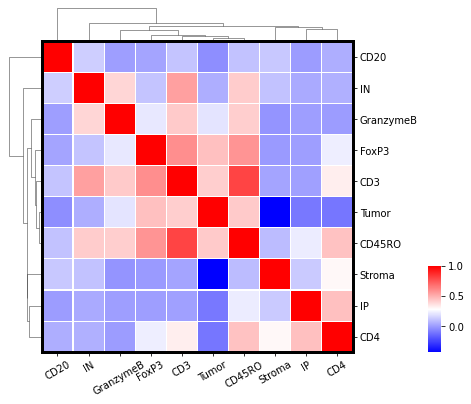 CD20
IN
GranzymeB
FoxP3
CD3
Tumor
CD45RO
Stroma
IP
CD4
1.0
0.5
0.0
CD20 IN GranzymeB FoxP3 CD3 Tumor CD45RO Stroma IP CD4